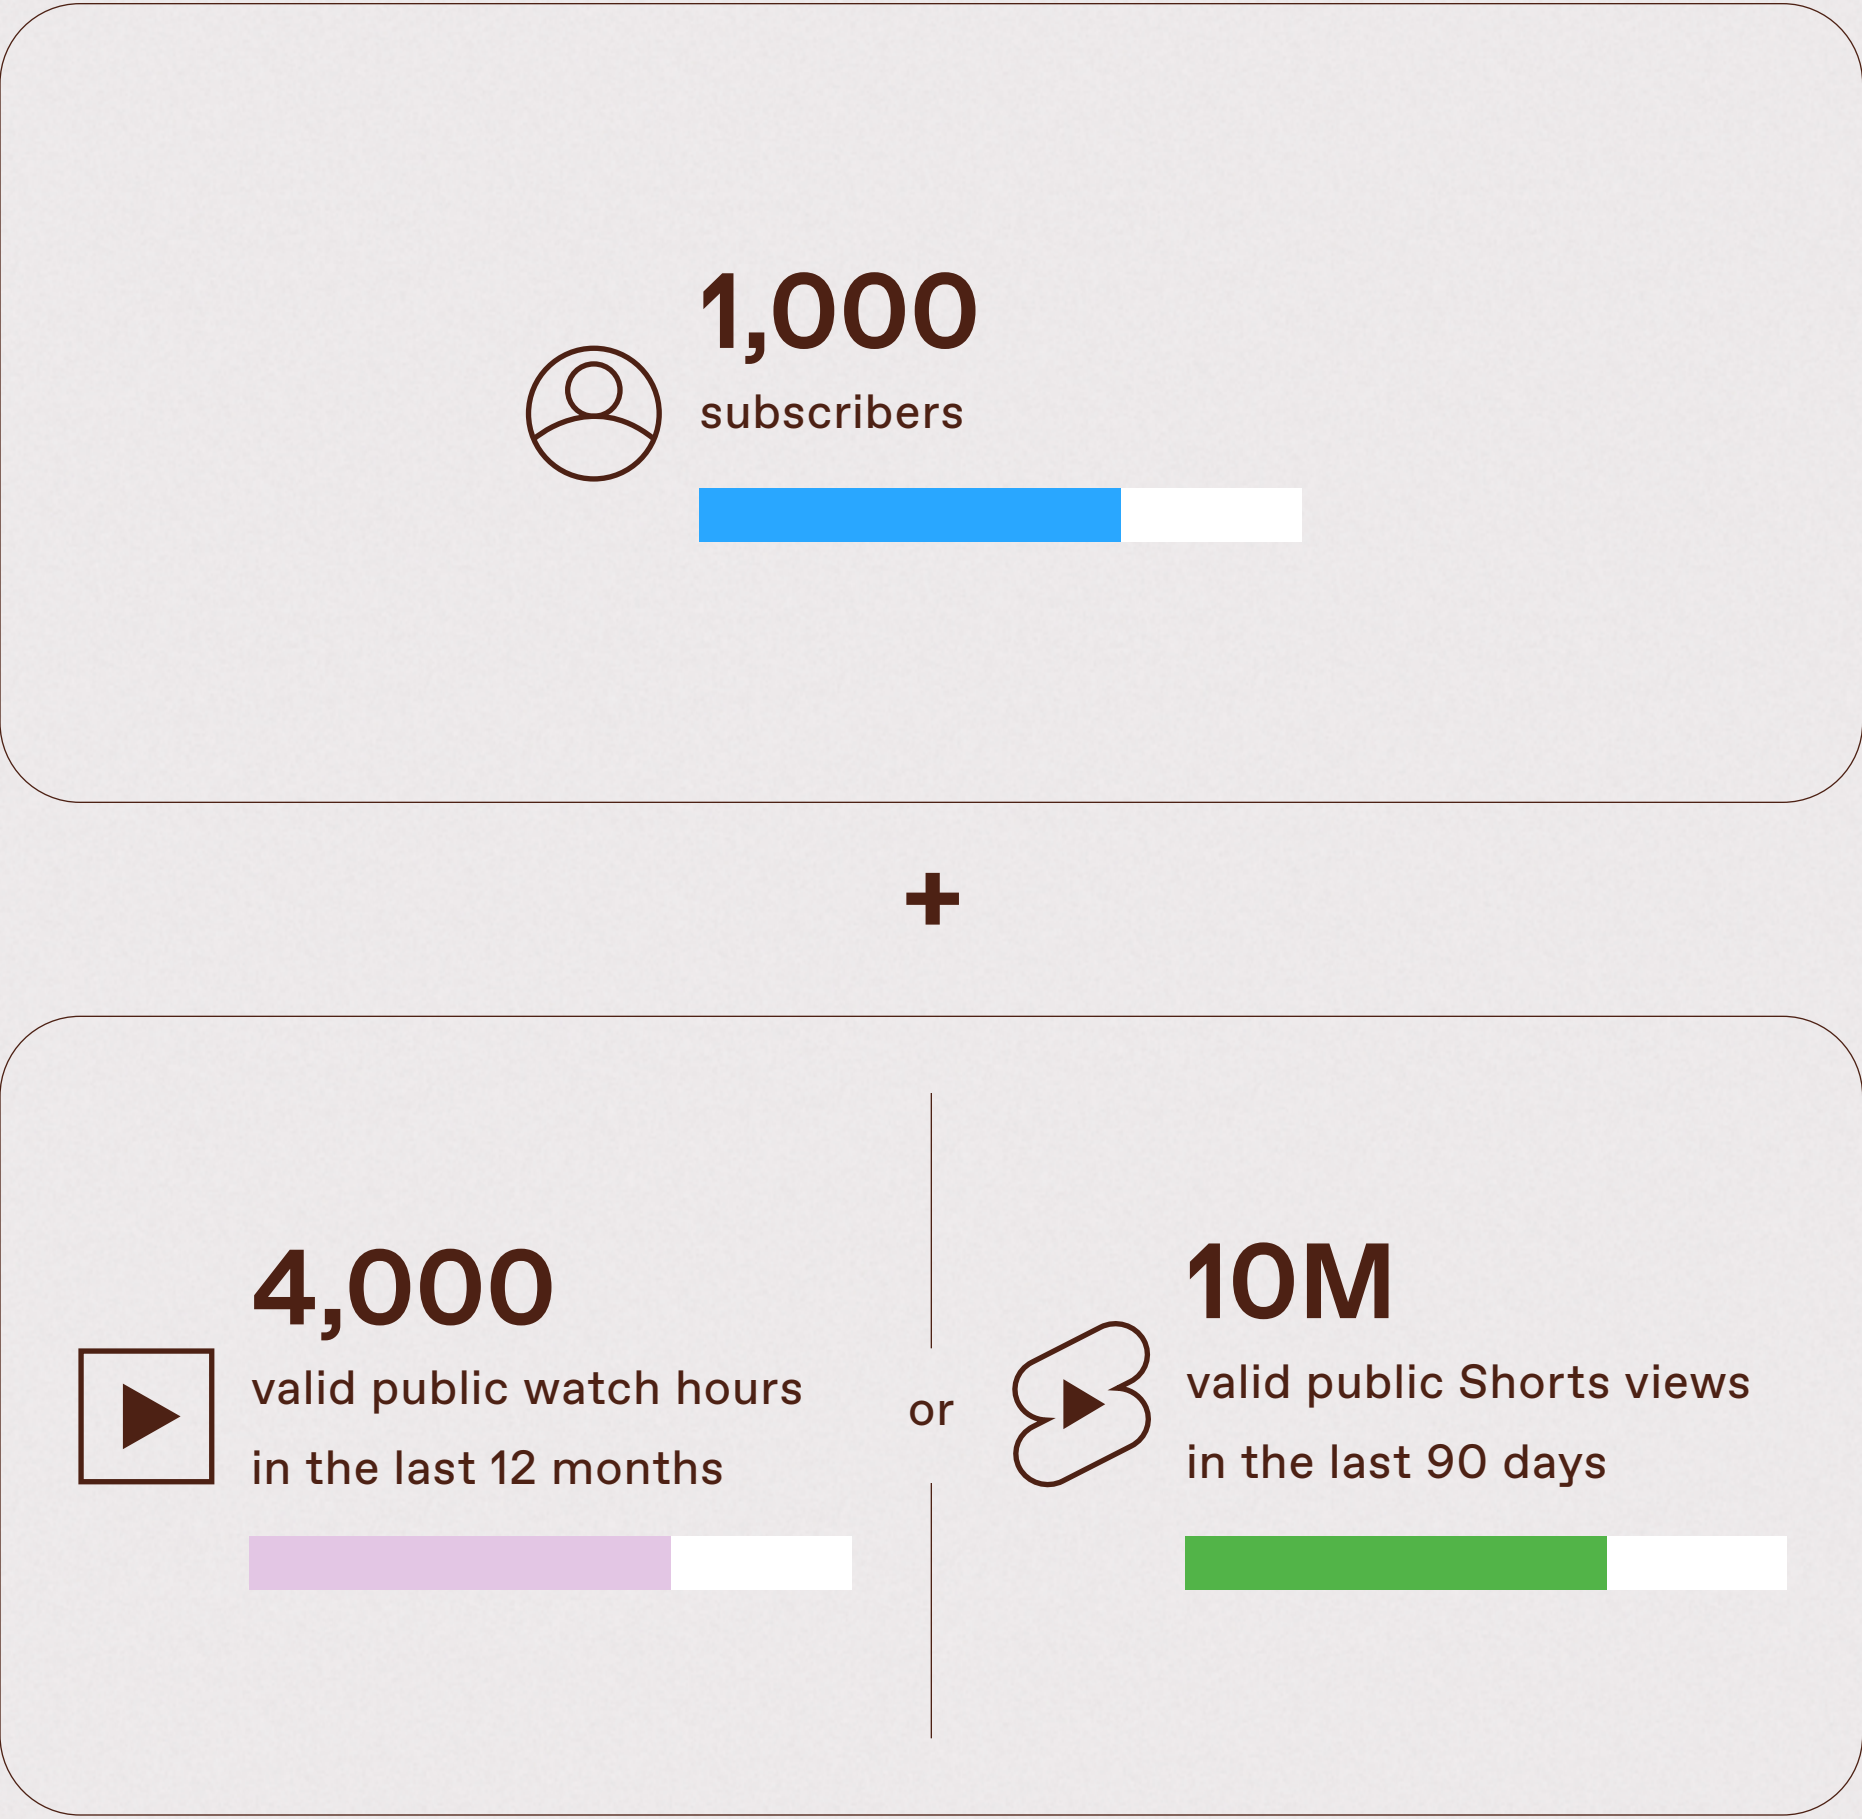 1,000
subscribers
+
4,000
valid public watch hours
in the last 12 months
or
10M
valid public Shorts views
in the last 90 days